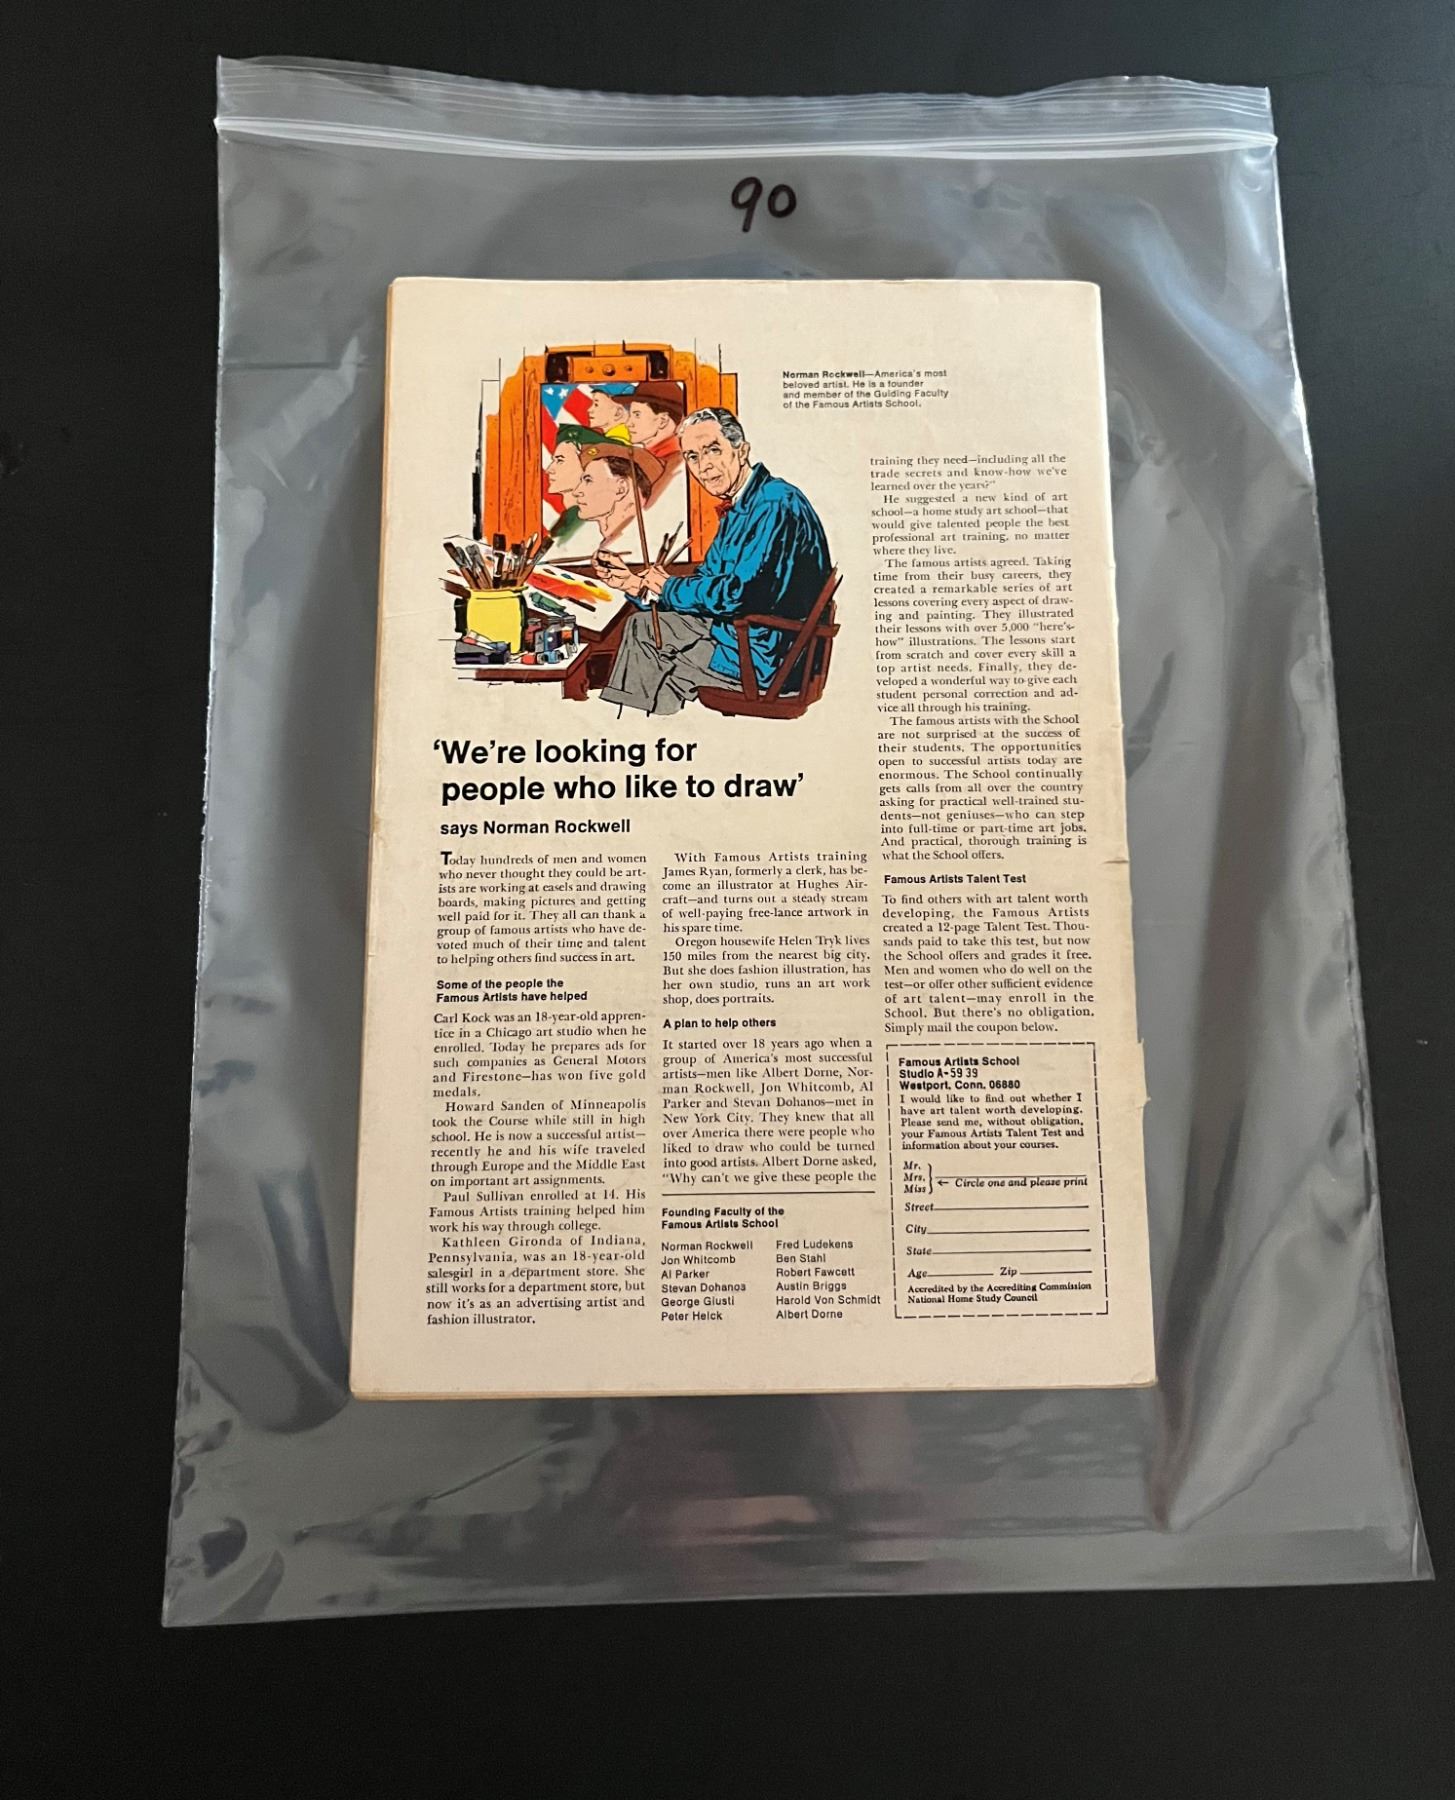 90
Norman Rockwell—America's most
beloved artist. He is a founder
and member of the Guiding Faculty
of the Famous Artists School.
'We're looking for
people who like to draw'
says Norman Rockwell
Today hundreds of men and women
who never thought they could be art-
ists are working at easels and drawing
boards, making pictures and getting
well paid for it. They all can thank a
group of famous artists who have de-
voted much of their time and talent
to helping others find success in art.
Some of the people the
Famous Artists have helped
Carl Kock was an 18-year-old appren-
tice in a Chicago art studio when he
enrolled. Today he prepares ads for
such companies as General Motors
and Firestone—has won five gold
medals.
Howard Sanden of Minneapolis
took the Course while still in high
school. He is now a successful artist—
recently he and his wife traveled
through Europe and the Middle East
on important art assignments.
Paul Sullivan enrolled at 14. His
Famous Artists training helped him
work his way through college.
Kathleen Gironda of Indiana,
Pennsylvania, was an 18-year-old
salesgirl in a department store. She
still works for a department store, but
now it's as an advertising artist and
fashion illustrator.
With Famous Artists training
James Ryan, formerly a clerk, has be-
come an illustrator at Hughes Air-
craft—and turns out a steady stream
of well-paying free-lance artwork in
his spare time.
Oregon housewife Helen Tryk lives
150 miles from the nearest big city.
But she does fashion illustration, has
her own studio, runs an art work
shop, does portraits.
A plan to help others
It started over 18 years ago when a
group of America's most successful
artists—men like Albert Dorne, Nor-
man Rockwell, Jon Whitcomb, Al
Parker and Stevan Dohanos—met in
New York City. They knew that all
over America there were people who
liked to draw who could be turned
into good artists. Albert Dorne asked,
"Why can't we give these people the
training they need—including all the
trade secrets and know-how we've
learned over the years?"
He suggested a new kind of art
school—a home study art school—that
would give talented people the best
professional art training, no matter
where they live.
The famous artists agreed. Taking
time from their busy careers, they
created a remarkable series of art
lessons covering every aspect of draw-
ing and painting. They illustrated
their lessons with over 5,000 "here's-
how" illustrations. The lessons start
from scratch and cover every skill a
top artist needs. Finally, they de-
veloped a wonderful way to give each
student personal correction and ad-
vice all through his training.
The famous artists with the School
are not surprised at the success of
their students. The opportunities
open to successful artists today are
enormous. The School continually
gets calls from all over the country
asking for practical well-trained stu-
dents—not geniuses—who can step
into full-time or part-time art jobs.
And practical, thorough training is
what the School offers.
Famous Artists Talent Test
To find others with art talent worth
developing, the Famous Artists
created a 12-page Talent Test. Thou-
sands paid to take this test, but now
the School offers and grades it free.
Men and women who do well on the
test—or offer other sufficient evidence
of art talent—may enroll in the
School. But there's no obligation.
Simply mail the coupon below.
Founding Faculty of the
Famous Artists School
Norman Rockwell
Jon Whitcomb
Al Parker
Stevan Dohanos
George Giusti
Peter Helck
Fred Ludekens
Ben Stahl
Robert Fawcett
Austin Briggs
Harold Von Schmidt
Albert Dorne
Famous Artists School
Studio A-5939
Westport, Conn. 06880
I would like to find out whether I
have art talent worth developing.
Please send me, without obligation,
your Famous Artists Talent Test and
information about your courses.
Mr.
Mrs.
Miss
← Circle one and please print
Street
City
State
Age Zip
Accredited by the Accrediting Commission
National Home Study Council